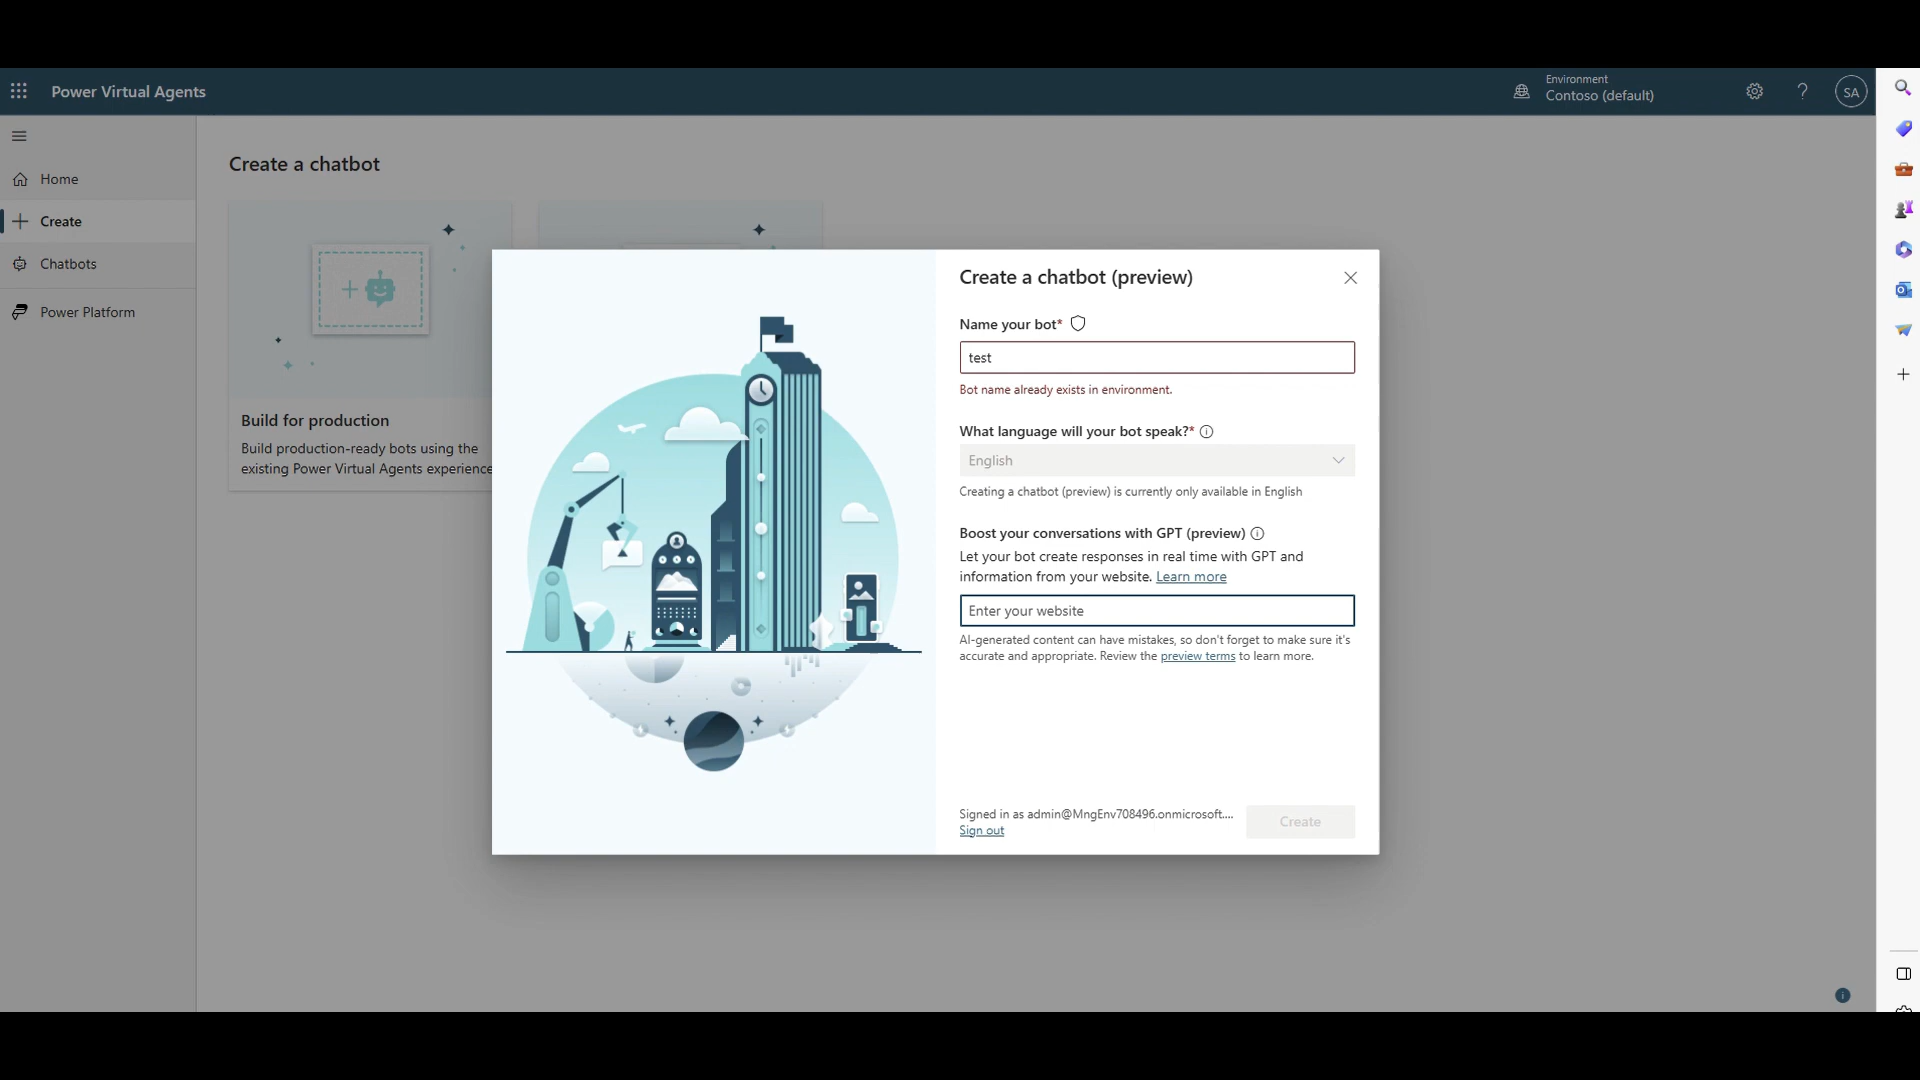 Power Virtual Agents
Environment
Contoso (default)
SA
Home
Create
Chatbots
Power Platform
Create a chatbot
Build for production
Build production-ready bots using the
existing Power Virtual Agents experience
Create a chatbot (preview)
Name your bot*
test
Bot name already exists in environment.
What language will your bot speak?*
English
Creating a chatbot (preview) is currently only available in English
Boost your conversations with GPT (preview)
Let your bot create responses in real time with GPT and
information from your website. Learn more
Enter your website
AI-generated content can have mistakes, so don't forget to make sure it's
accurate and appropriate. Review the preview terms to learn more.
Signed in as admin@MngEnv708496.onmicrosoft....
Sign out
Create